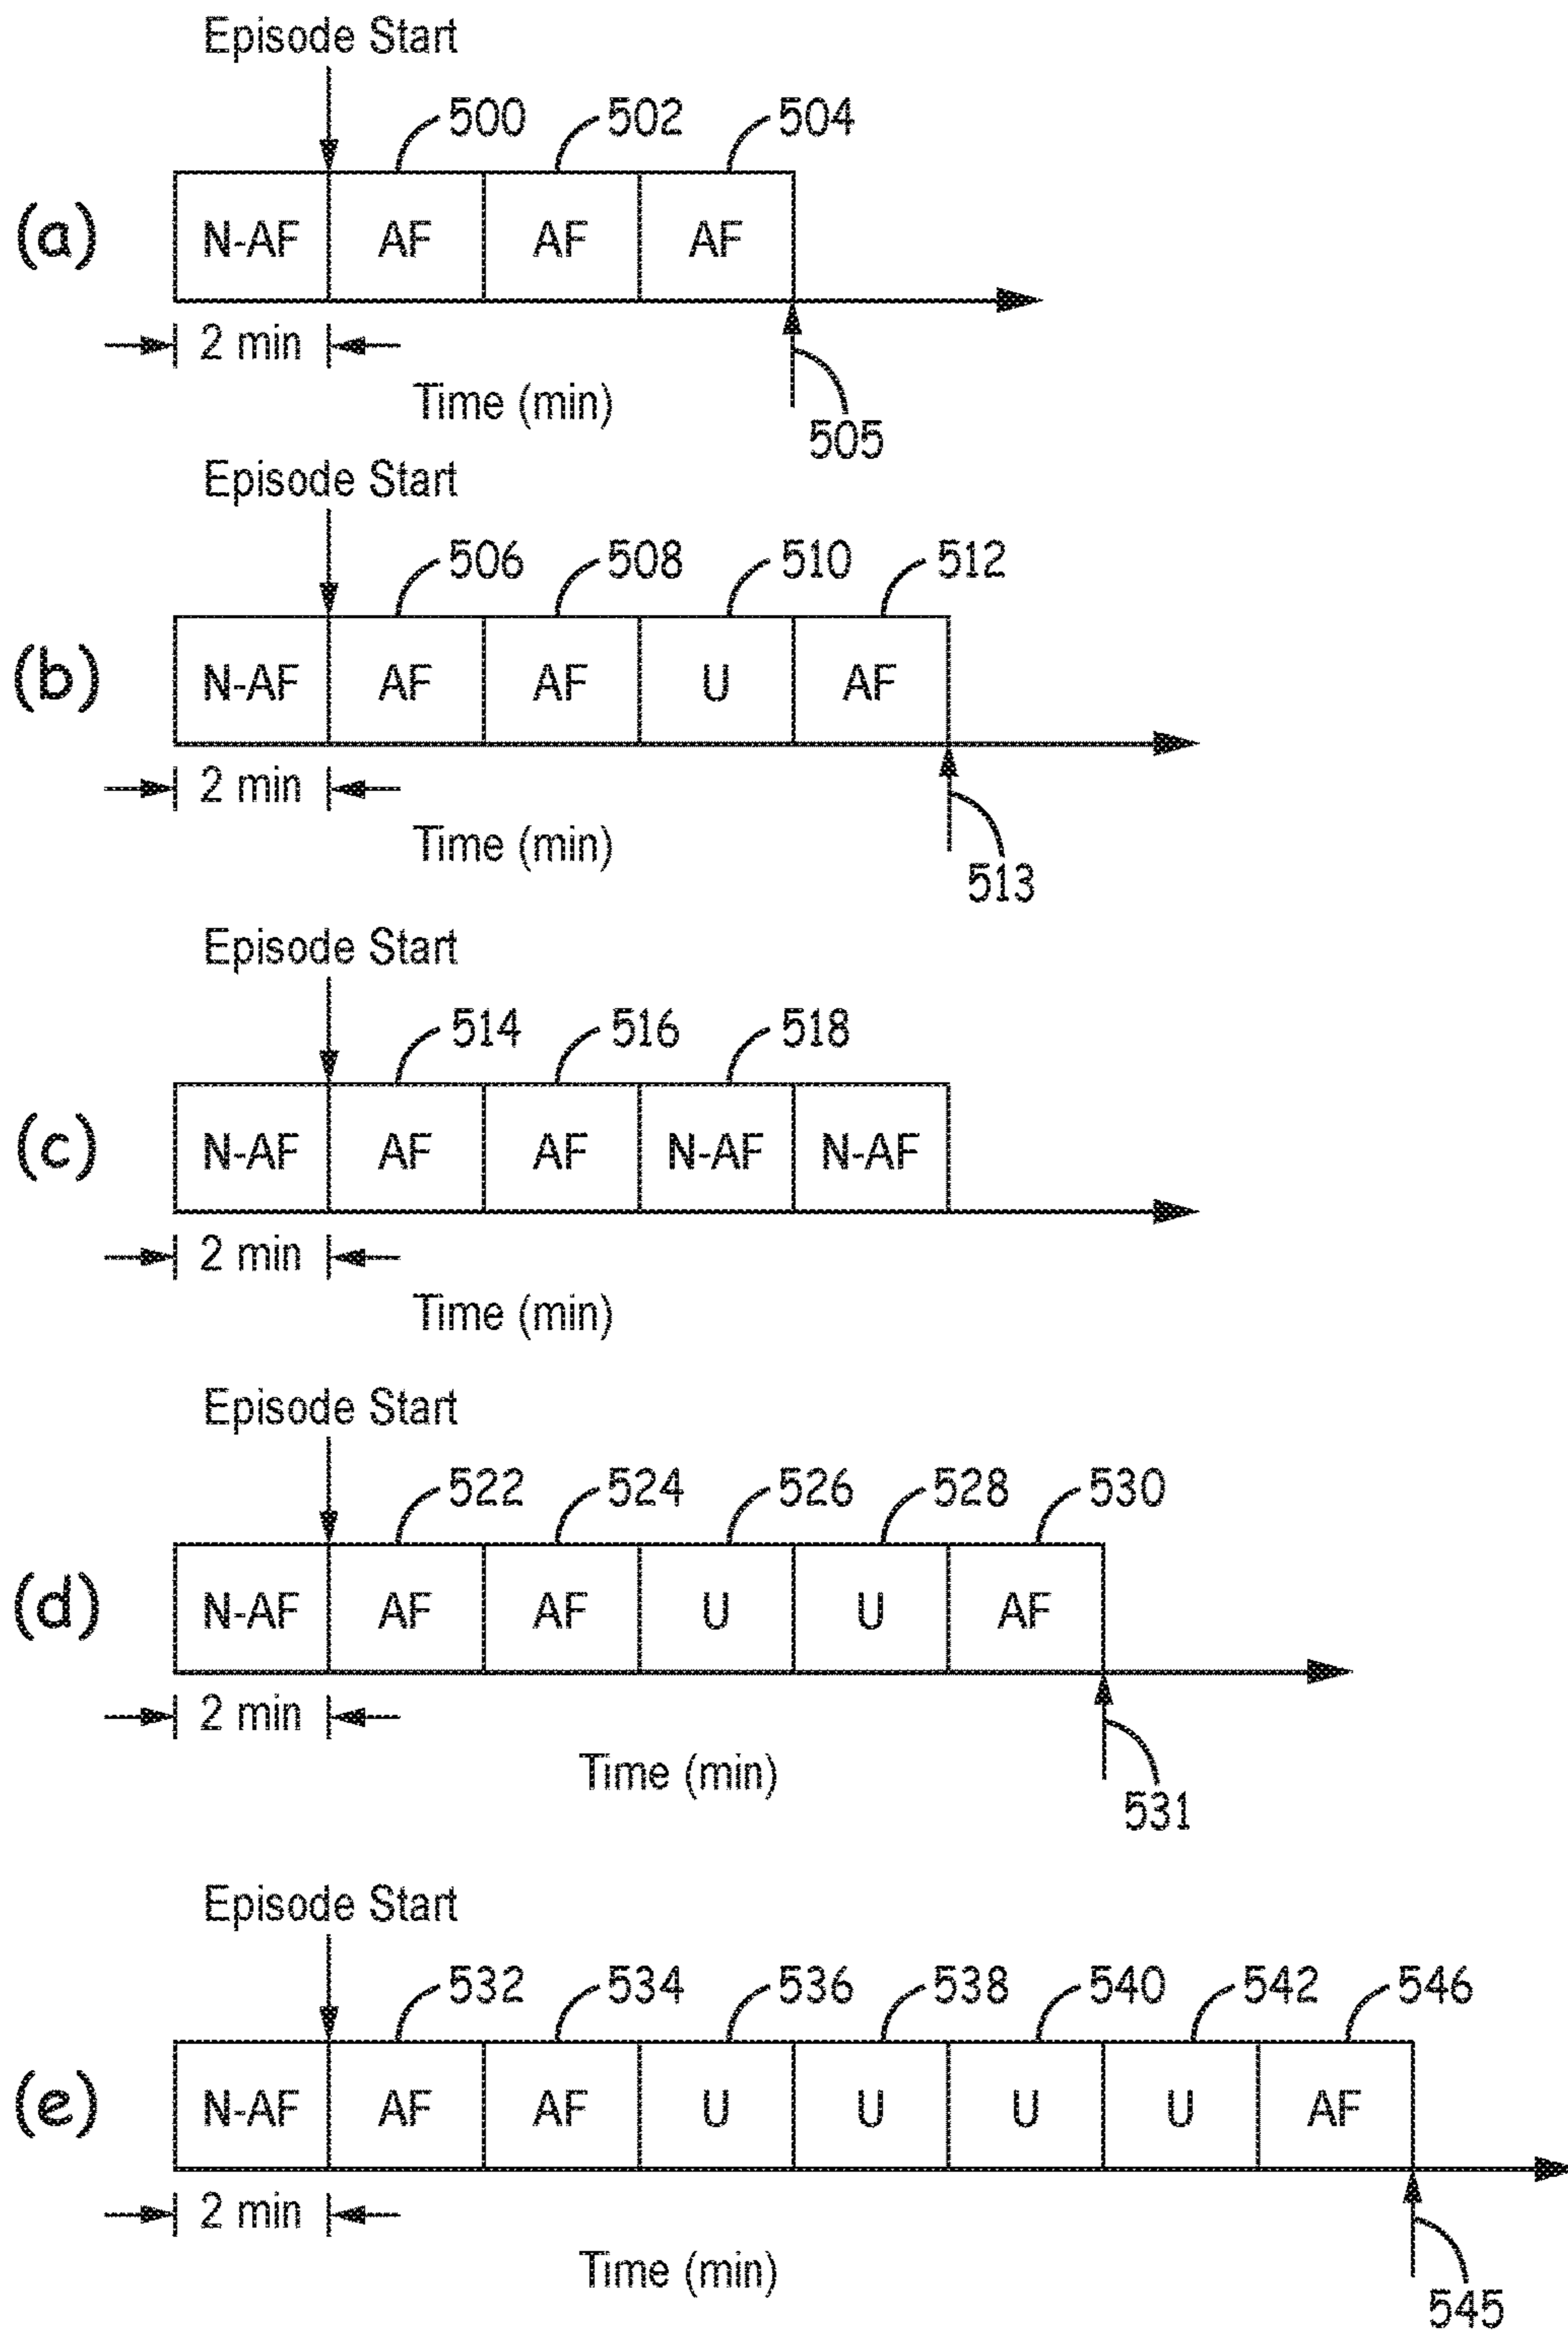 Episode Start
500 502 504
(a) N-AF AF AF AF
2 min
Time (min)
505
Episode Start
506 508 510 512
(b) N-AF AF AF U AF
2 min
Time (min)
513
Episode Start
514 516 518
(c) N-AF AF AF N-AF N-AF
2 min
Time (min)
Episode Start
522 524 526 528 530
(d) N-AF AF AF U U AF
2 min
Time (min)
531
Episode Start
532 534 536 538 540 542 546
(e) N-AF AF AF U U U U AF
2 min
Time (min)
545